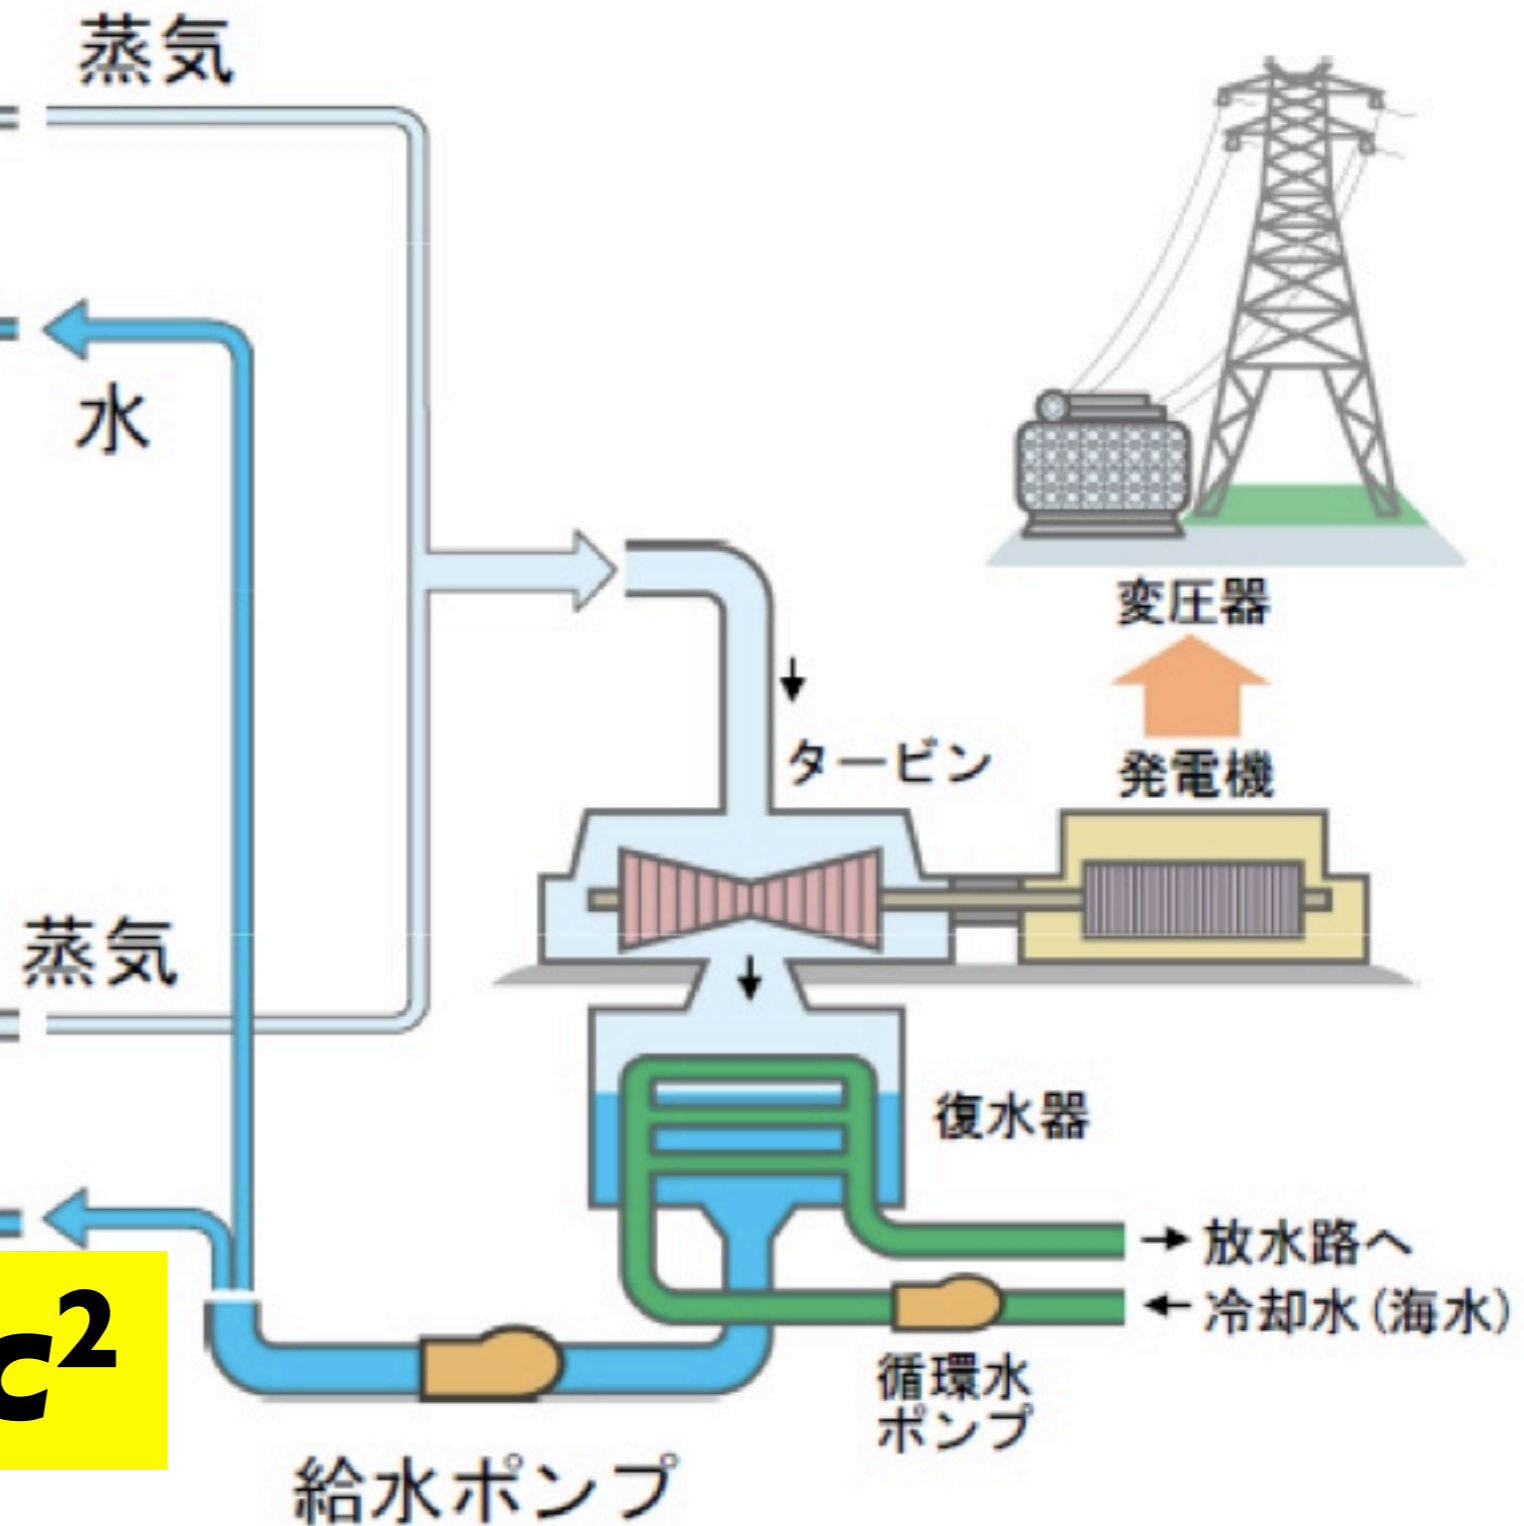 蒸気
水
変圧器
発電機
タービン
蒸気
復水器
放水路へ
冷却水(海水)
c²
循環水
ポンプ
給水ポンプ